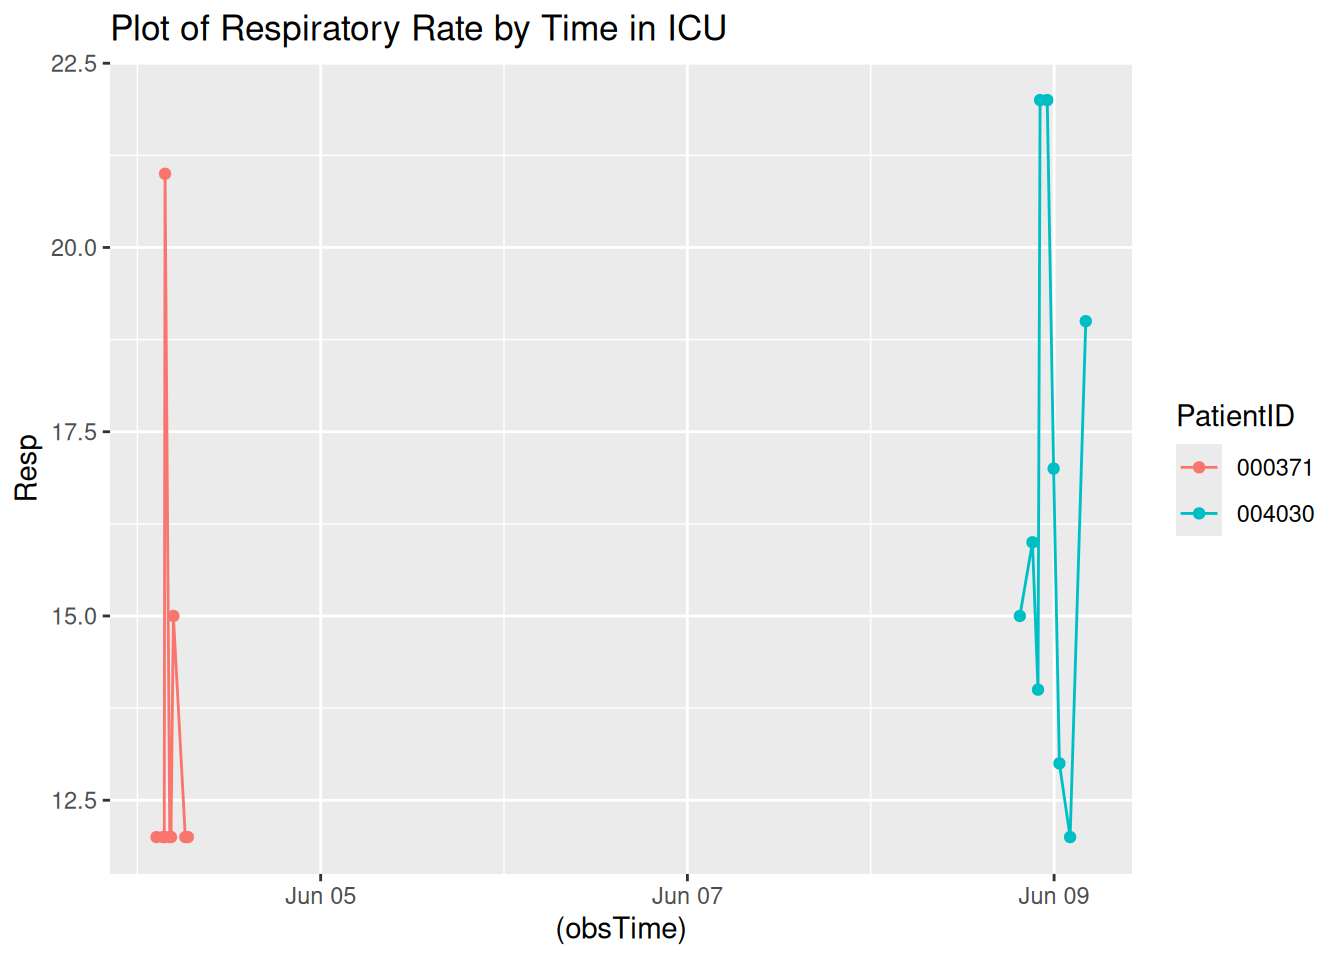 Plot of Respiratory Rate by Time in ICU
22.5
20.0
17.5
15.0
12.5
Resp
Jun 05
Jun 07
Jun 09
(obsTime)
PatientID
000371
004030